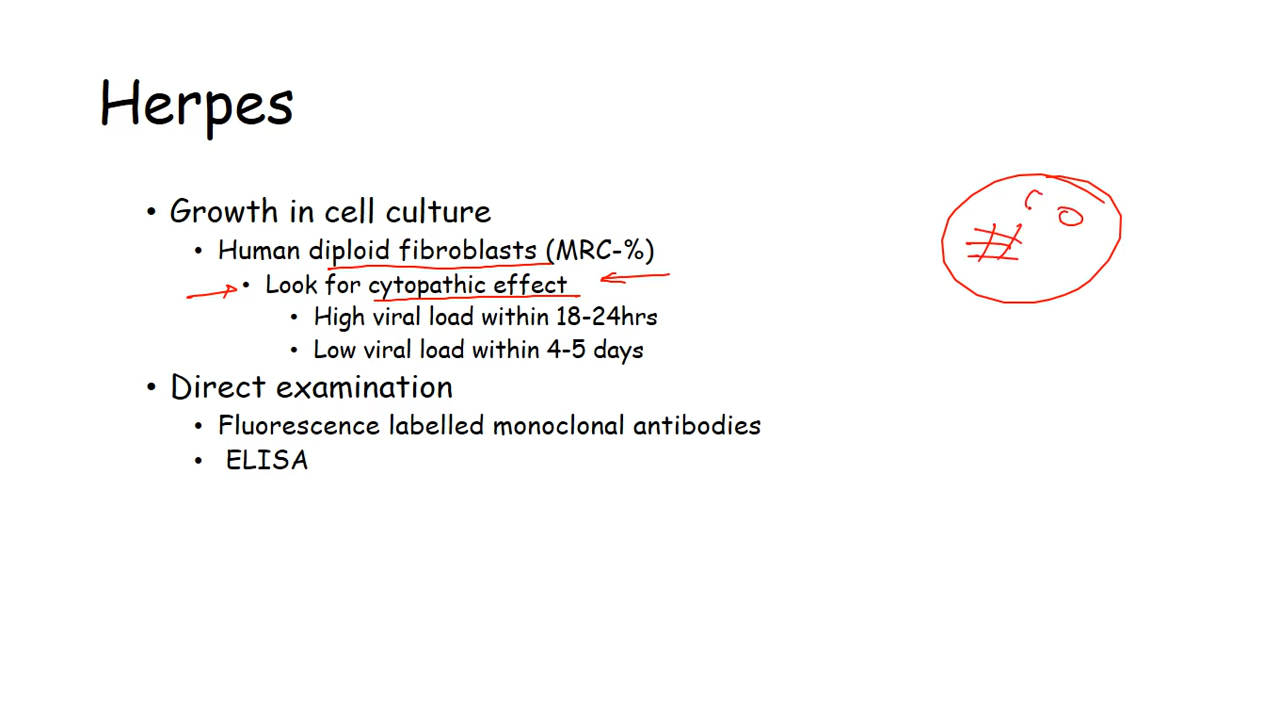 Herpes
• Growth in cell culture
• Human diploid fibroblasts (MRC-%)
• Look for cytopathic effect
• High viral load within 18-24hrs
• Low viral load within 4-5 days
• Direct examination
• Fluorescence labelled monoclonal antibodies
• ELISA